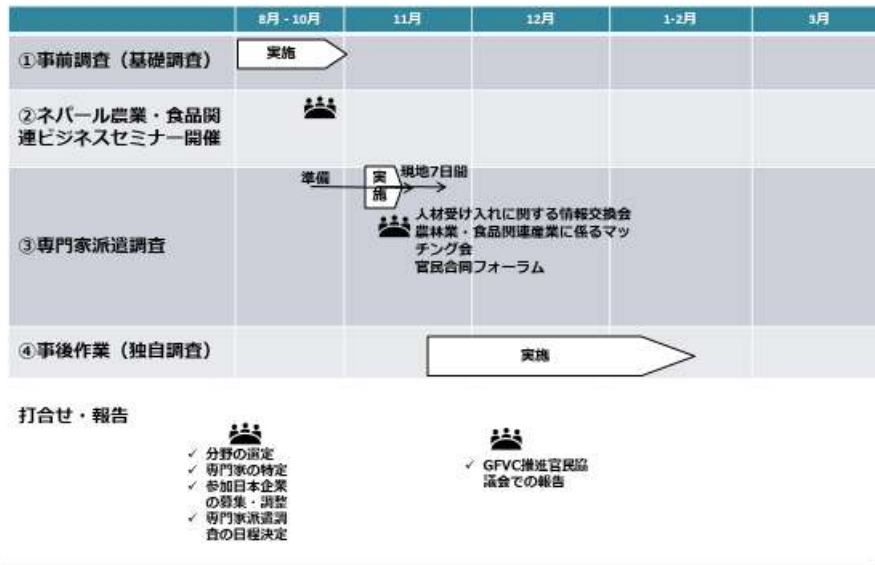 8月 - 10月
11月
12月
1-2月
3月
①事前調査（基礎調査）
実施
②ネパール農業・食品関
連ビジネスセミナー開催
準備
実
施
現地7日間
③専門家派遣調査
人材受け入れに関する情報交換会
農林業・食品関連産業に係るマッ
チング会
官民合同フォーラム
④事後作業（独自調査）
実施
打合せ・報告
✓ 分野の選定
✓ 専門家の特定
✓ 参加日本企業
の募集・調整
✓ 専門家派遣調
査の日程決定
✓ GFVC推進官民協
議会での報告